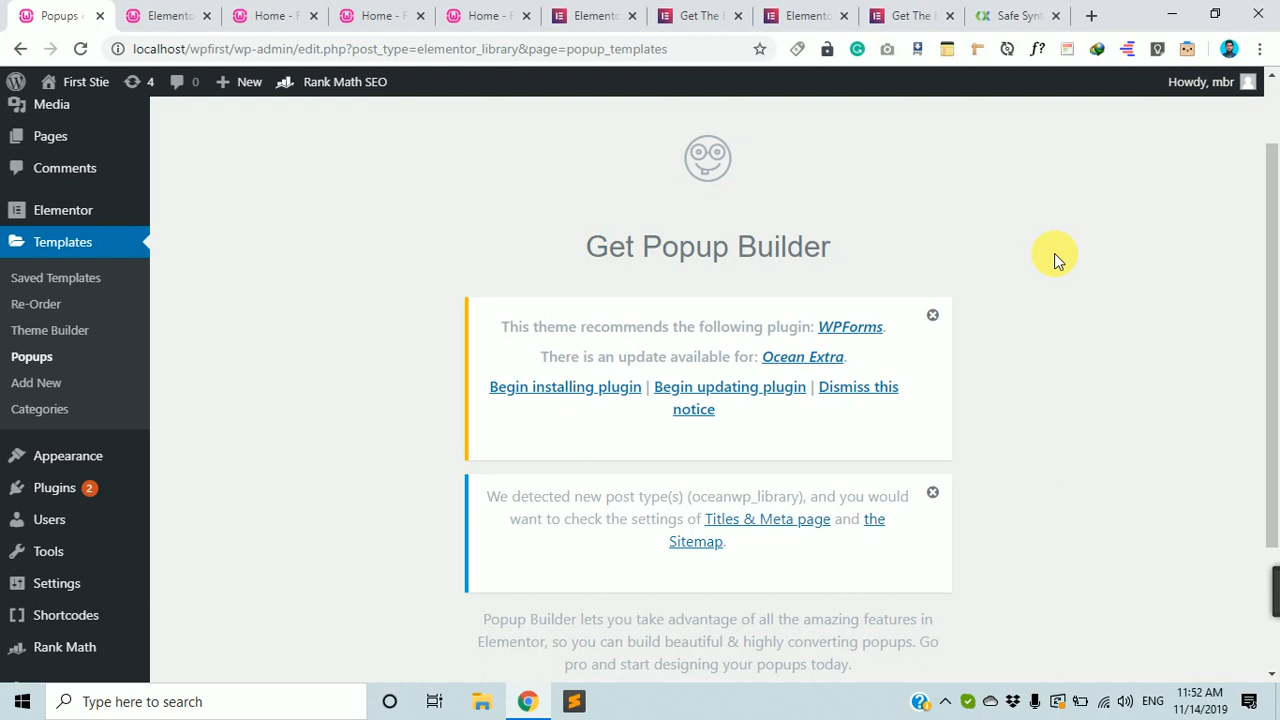 Popups ‹
Elemento
Home - F
Home - F
Home - F
Elemento
Get The E
Elemento
Get The E
Safe Synt
localhost/wpfirst/wp-admin/edit.php?post_type=elementor_library&page=popup_templates
First Stie 4 0 New Rank Math SEO Howdy, mbr
Media
Pages
Comments
Elementor
Templates
Saved Templates
Re-Order
Theme Builder
Popups
Add New
Categories
Appearance
Plugins 2
Users
Tools
Settings
Shortcodes
Rank Math
Get Popup Builder
This theme recommends the following plugin: WPForms.
There is an update available for: Ocean Extra.
Begin installing plugin | Begin updating plugin | Dismiss this
notice
We detected new post type(s) (oceanwp_library), and you would
want to check the settings of Titles & Meta page and the
Sitemap.
Popup Builder lets you take advantage of all the amazing features in
Elementor, so you can build beautiful & highly converting popups. Go
pro and start designing your popups today.
Type here to search
ENG
11:52 AM
11/14/2019